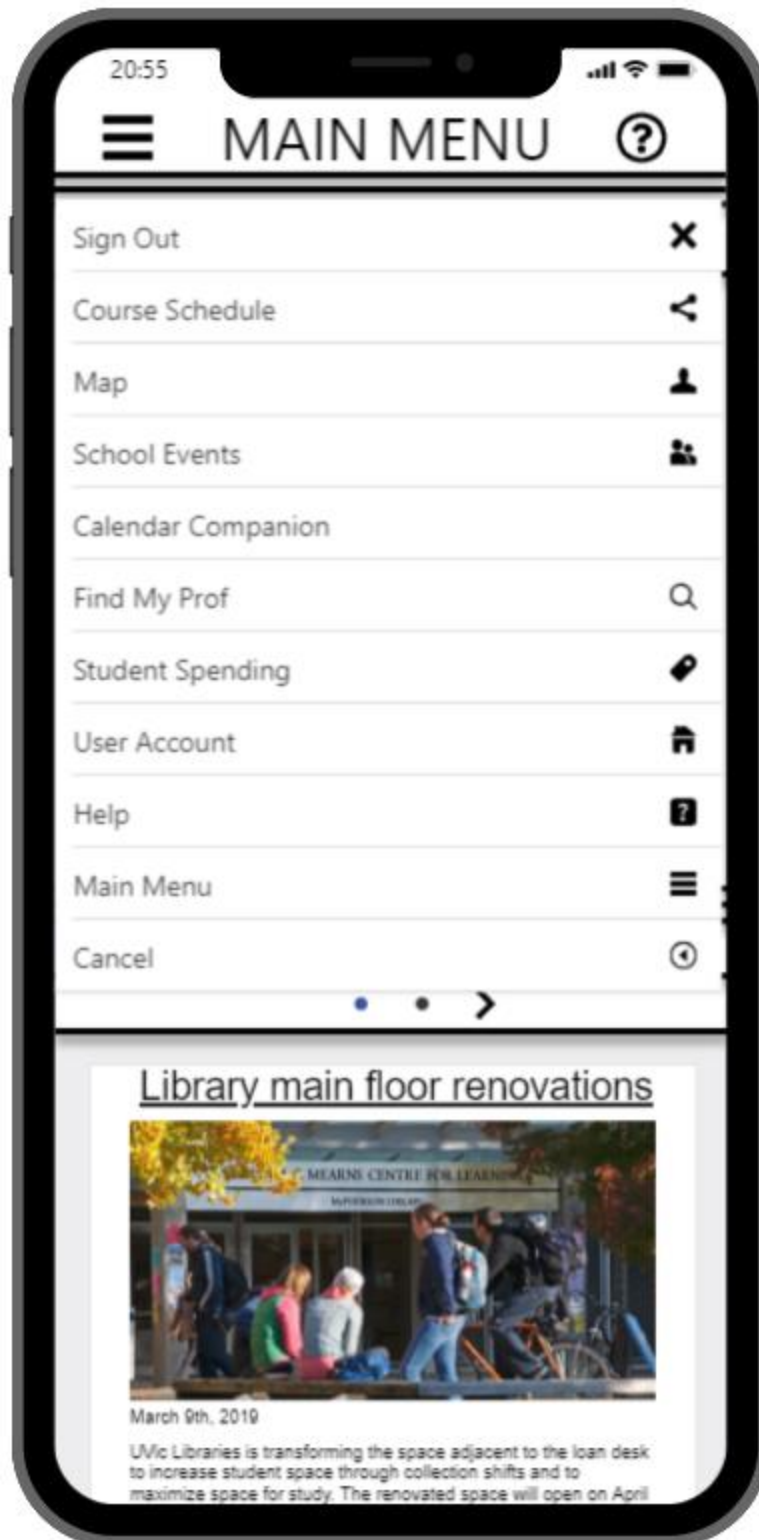 20:55
MAIN MENU
Sign Out
Course Schedule
Map
School Events
Calendar Companion
Find My Prof
Student Spending
User Account
Help
Main Menu
Cancel
Library main floor renovations
MEARNS CENTRE FOR LEARNING
March 9th, 2019
UVic Libraries is transforming the space adjacent to the loan desk
to increase student space through collection shifts and to
maximize space for study. The renovated space will open on April